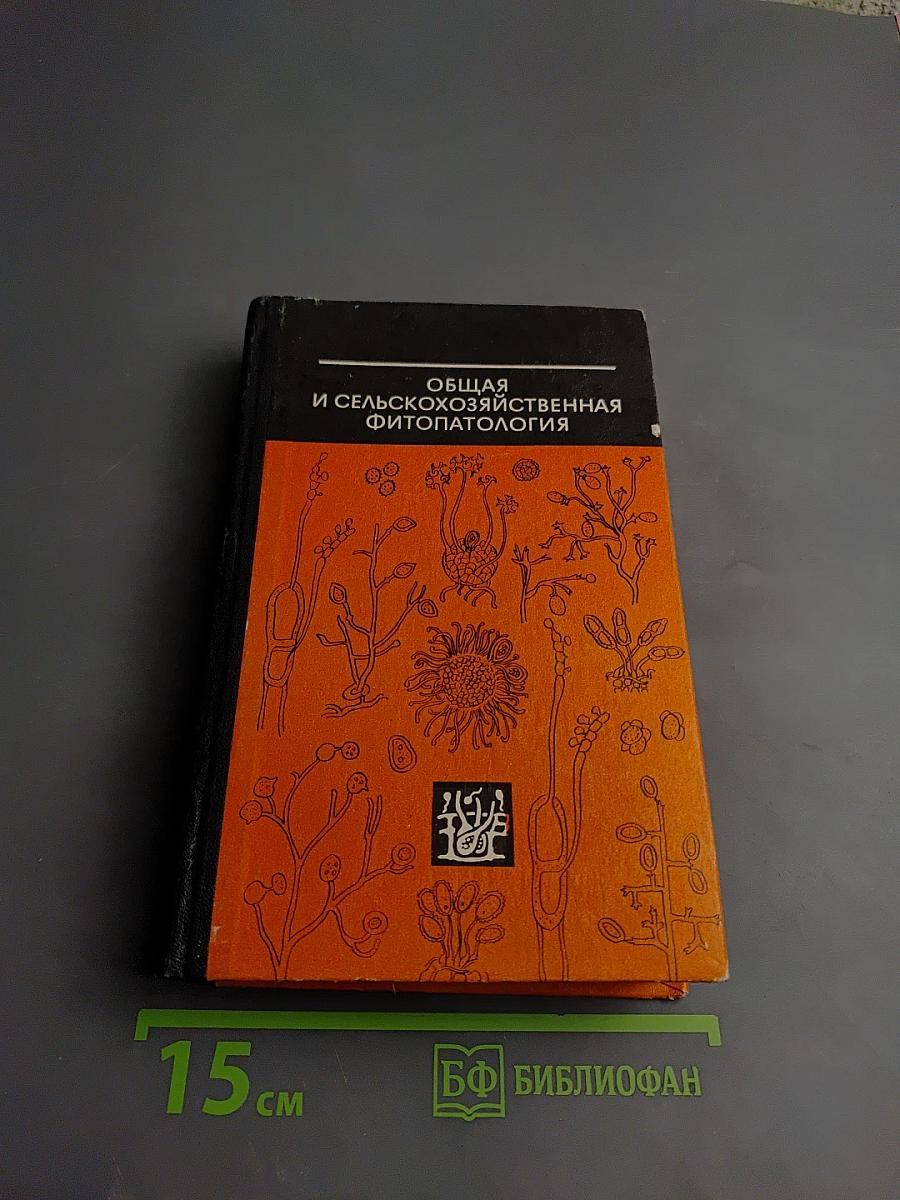 ОБЩАЯ
И СЕЛЬСКОХОЗЯЙСТВЕННАЯ
ФИТОПАТОЛОГИЯ
15 см
БФ БИБЛИОФАН